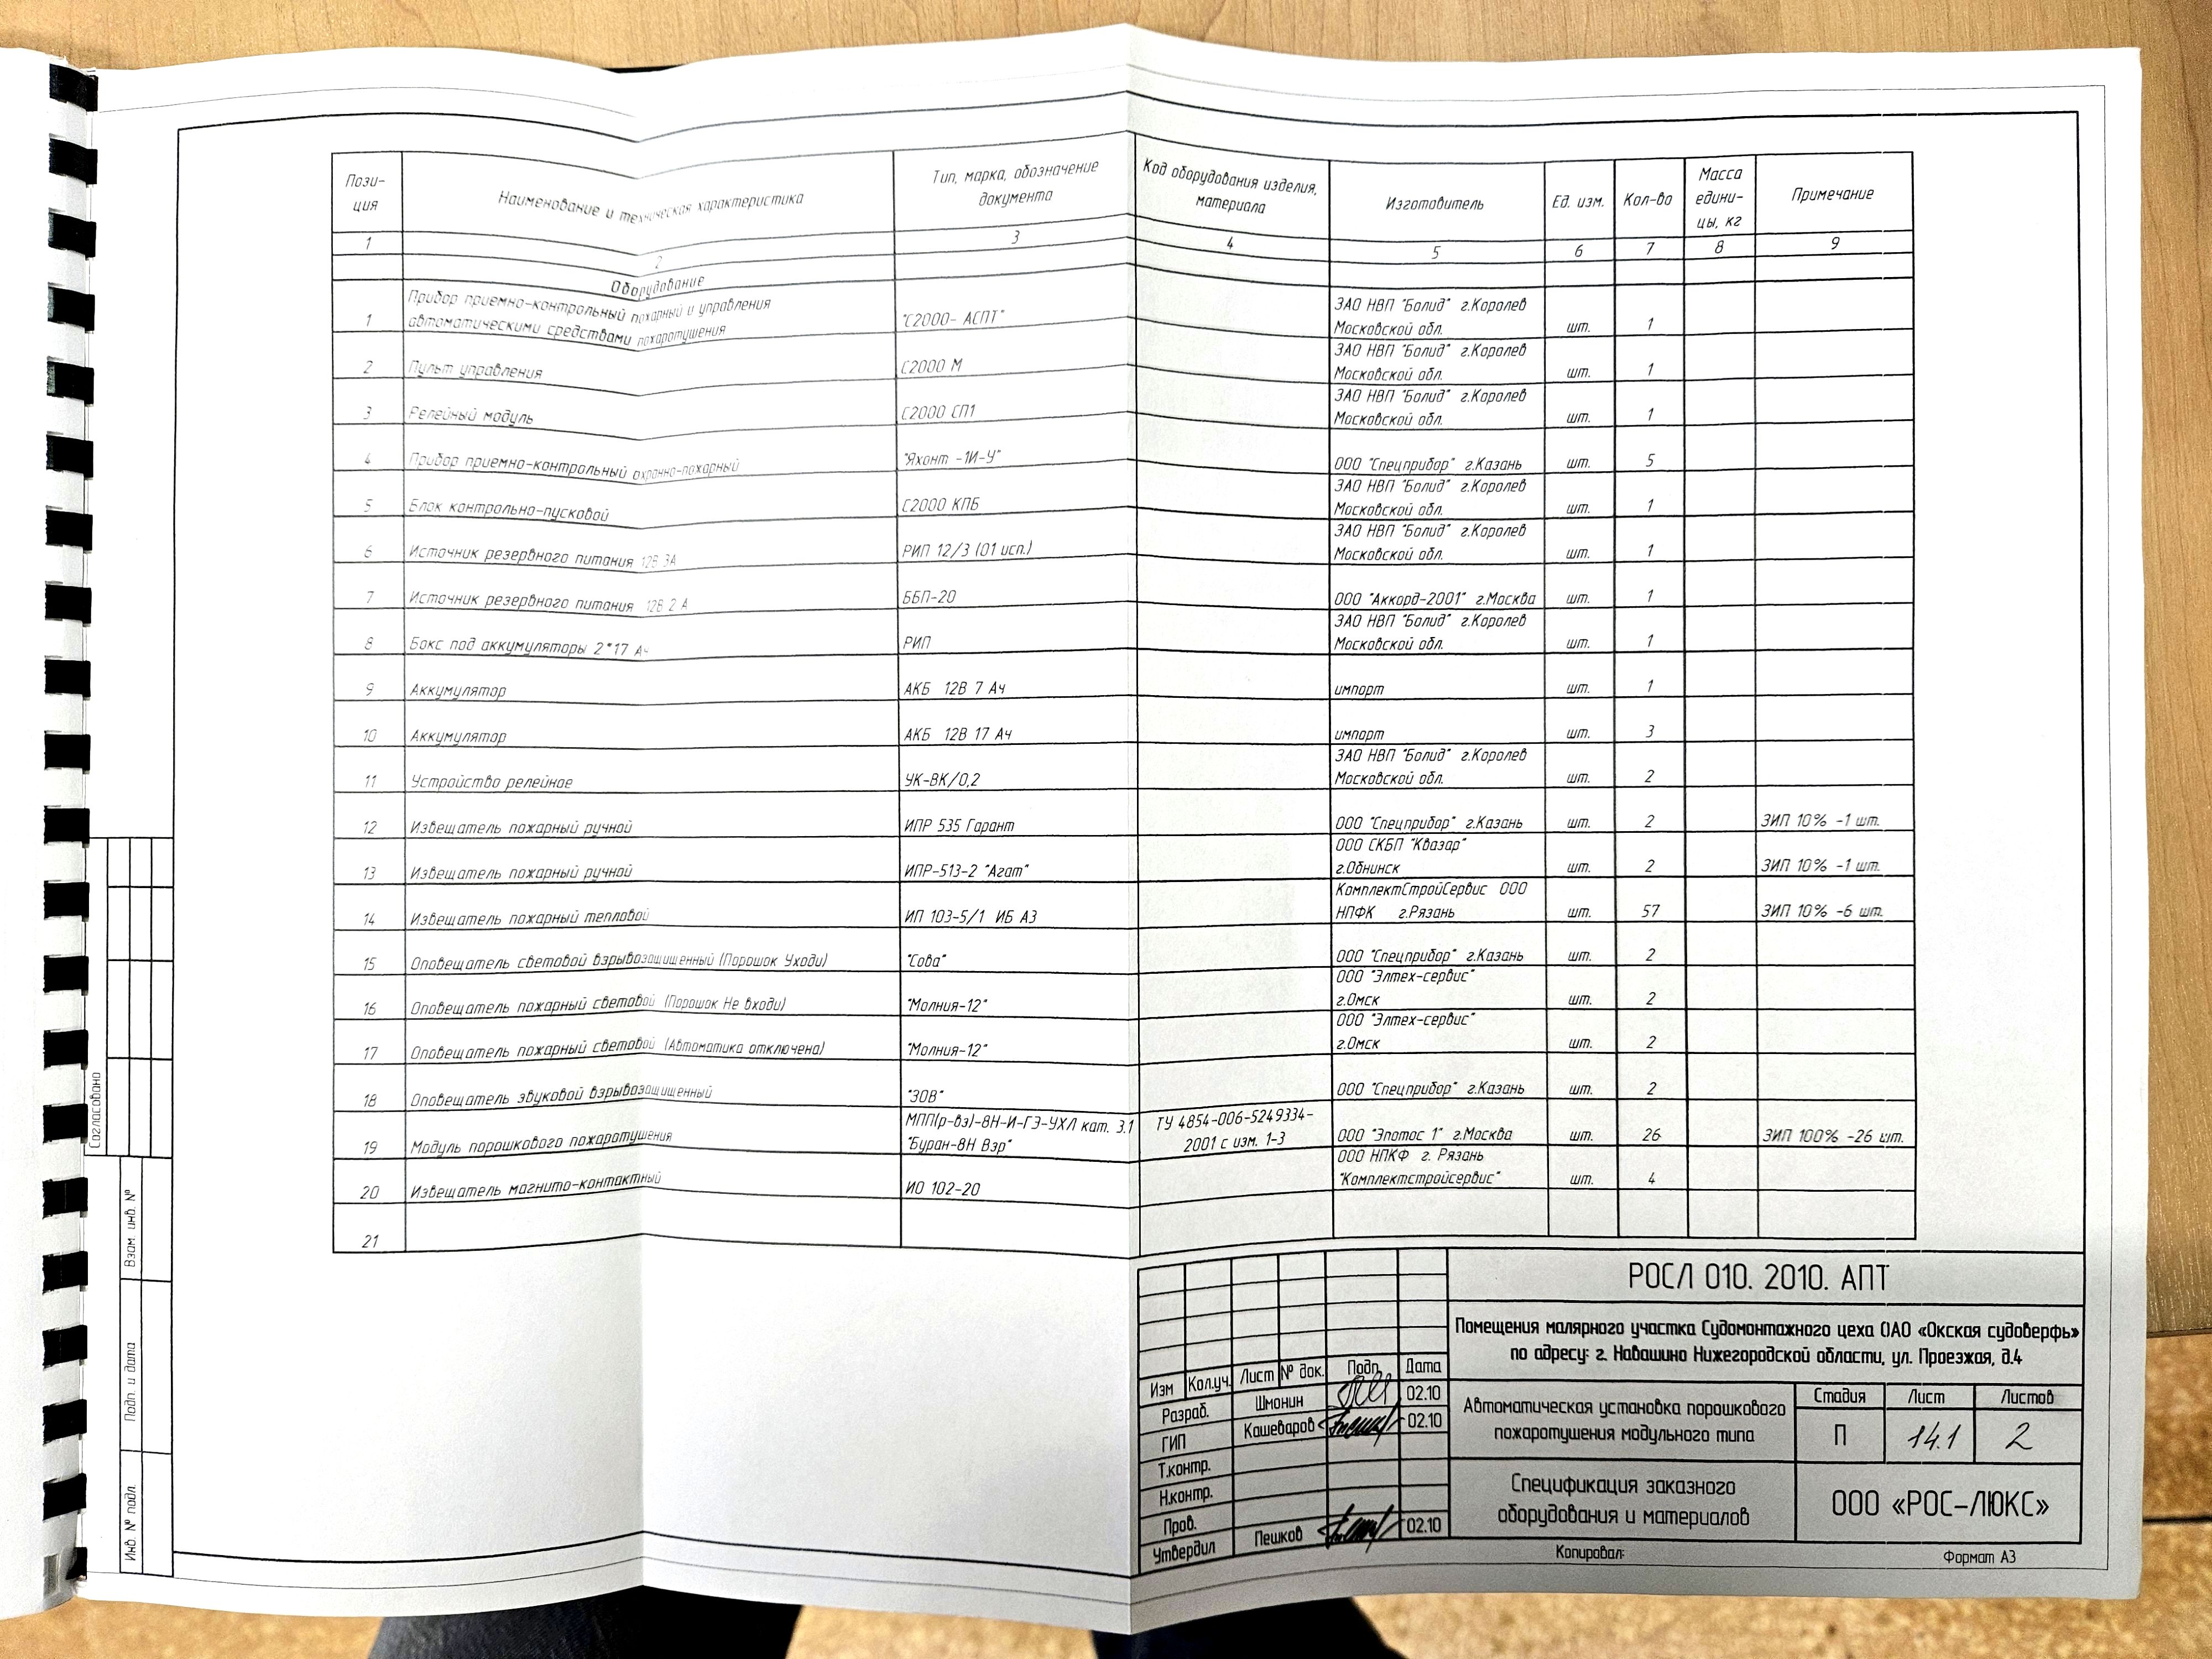 Пози-
ция
Наименование и техническая характеристика
Тип, марка, обозначение
документа
Код оборудования изделия,
материала
Изготовитель
Ед. изм.
Кол-во
Масса
едини-
цы, кг
Примечание
1 2 3 4 5 6 7 8 9
Оборудование
Прибор приемно-контрольный пожарный и управления
автоматическими средствами пожаротушения
1 "С2000- АСПТ" ЗАО НВП "Болид" г.Королев
Московской обл. шт. 1
2 Пульт управления С2000 М ЗАО НВП "Болид" г.Королев
Московской обл. шт. 1
3 Релейный модуль С2000 СП1 ЗАО НВП "Болид" г.Королев
Московской обл. шт. 1
4 Прибор приемно-контрольный охранно-пожарный "Яхонт -1И-У" ООО "Спецприбор" г.Казань шт. 5
5 Блок контрольно-пусковой С2000 КПБ ЗАО НВП "Болид" г.Королев
Московской обл. шт. 1
6 Источник резервного питания 12В 3А РИП 12/3 (01 исп.) ЗАО НВП "Болид" г.Королев
Московской обл. шт. 1
7 Источник резервного питания 12В 2 А ББП-20 ООО "Аккорд-2001" г.Москва шт. 1
8 Бокс под аккумуляторы 2*17 Ач РИП ЗАО НВП "Болид" г.Королев
Московской обл. шт. 1
9 Аккумулятор АКБ 12В 7 Ач импорт шт. 1
10 Аккумулятор АКБ 12В 17 Ач импорт шт. 3
11 Устройство релейное УК-ВК/0,2 ЗАО НВП "Болид" г.Королев
Московской обл. шт. 2
12 Извещатель пожарный ручной ИПР 535 Гарант ООО "Спецприбор" г.Казань шт. 2 ЗИП 10% -1 шт.
13 Извещатель пожарный ручной ИПР-513-2 "Агат" ООО СКБП "Квазар"
г.Обнинск шт. 2 ЗИП 10% -1 шт.
14 Извещатель пожарный тепловой ИП 103-5/1 ИБ А3 КомплектСтройСервис ООО
НПФК г.Рязань шт. 57 ЗИП 10% -6 шт.
15 Оповещатель световой взрывозащищенный (Порошок Уходи) "Сова" ООО "Спецприбор" г.Казань шт. 2
16 Оповещатель пожарный световой (Порошок Не входи) "Молния-12" ООО "Элтех-сервис"
г.Омск шт. 2
17 Оповещатель пожарный световой (Автоматика отключена) "Молния-12" ООО "Элтех-сервис"
г.Омск шт. 2
18 Оповещатель звуковой взрывозащищенный "ЗОВ" ООО "Спецприбор" г.Казань шт. 2
19 Модуль порошкового пожаротушения МПП(р-вз)-8Н-И-ГЭ-УХЛ кат. 3.1
"Буран-8Н Взр" ТУ 4854-006-5249334-
2001 с изм. 1-3 ООО "Эпотос 1" г.Москва шт. 26 ЗИП 100% -26 шт.
20 Извещатель магнито-контактный ИО 102-20 ООО НПКФ г. Рязань
"Комплектстройсервис" шт. 4
21
Согласовано
Взам. инв. №
Подп. и дата
Инв. № подл.
РОСЛ 010. 2010. АПТ
Помещения малярного участка Судомонтажного цеха ОАО «Окская судоверфь»
по адресу: г. Навашино Нижегородской области, ул. Проезжая, д.4
Изм Кол.уч. Лист № док. Подп. Дата
Разраб. Шмонин 02.10
ГИП Кашеваров 02.10
Т.контр.
Н.контр.
Пров.
Утвердил Пешков 02.10
Автоматическая установка порошкового
пожаротушения модульного типа
Стадия Лист Листов
П 14.1 2
Спецификация заказного
оборудования и материалов
ООО «РОС-ЛЮКС»
Копировал:
Формат А3